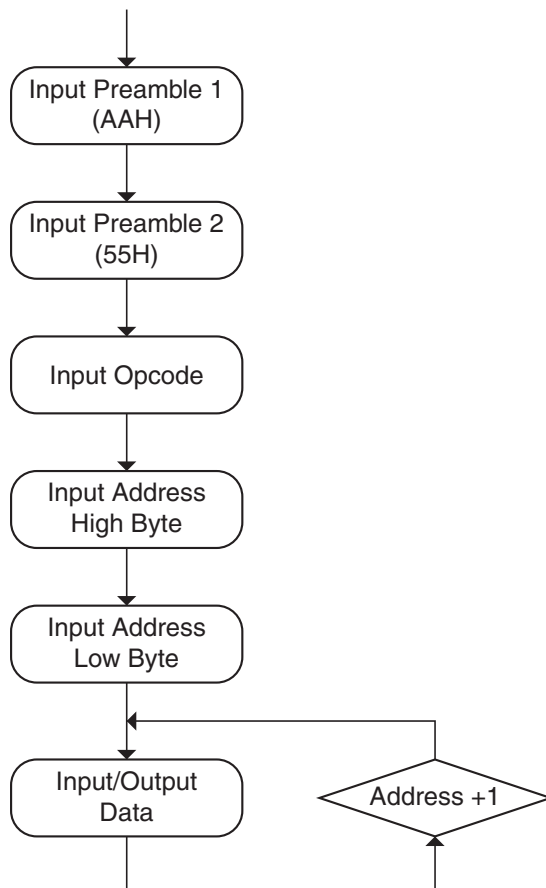 Input Preamble 1
(AAH)
Input Preamble 2
(55H)
Input Opcode
Input Address
High Byte
Input Address
Low Byte
Input/Output
Data
Address +1